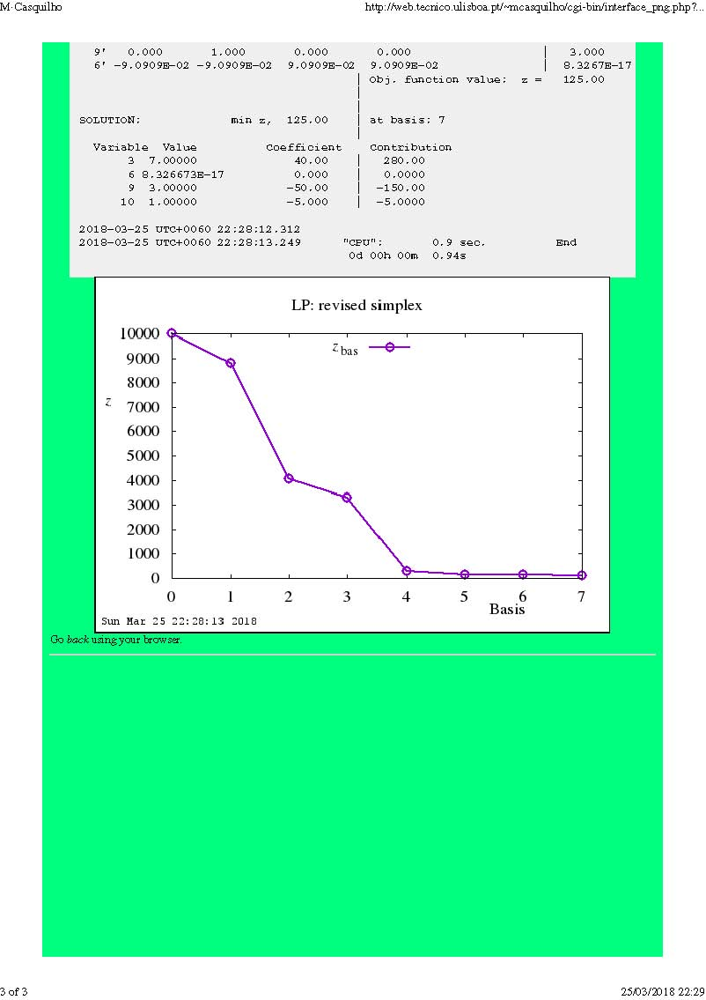 M·Casquilho http://web.tecnico.ulisboa.pt/~mcasquilho/cgi-bin/interface_png.php?...
9' 0.000 1.000 0.000 0.000 | 3.000
6' -9.0909E-02 -9.0909E-02 9.0909E-02 9.0909E-02 | 8.3267E-17
| Obj. function value: z = 125.00
|
|
SOLUTION: min z, 125.00 | at basis: 7
|
Variable Value Coefficient | Contribution
3 7.00000 40.00 | 280.00
6 8.326673E-17 0.000 | 0.0000
9 3.00000 -50.00 | -150.00
10 1.00000 -5.000 | -5.0000
2018-03-25 UTC+0060 22:28:12.312
2018-03-25 UTC+0060 22:28:13.249 "CPU": 0.9 sec. End
0d 00h 00m 0.94s
LP: revised simplex
z bas
z
10000
9000
8000
7000
6000
5000
4000
3000
2000
1000
0
0 1 2 3 4 5 6 7
Basis
Sun Mar 25 22:28:13 2018
Go back using your browser.
3 of 3 25/03/2018 22:29